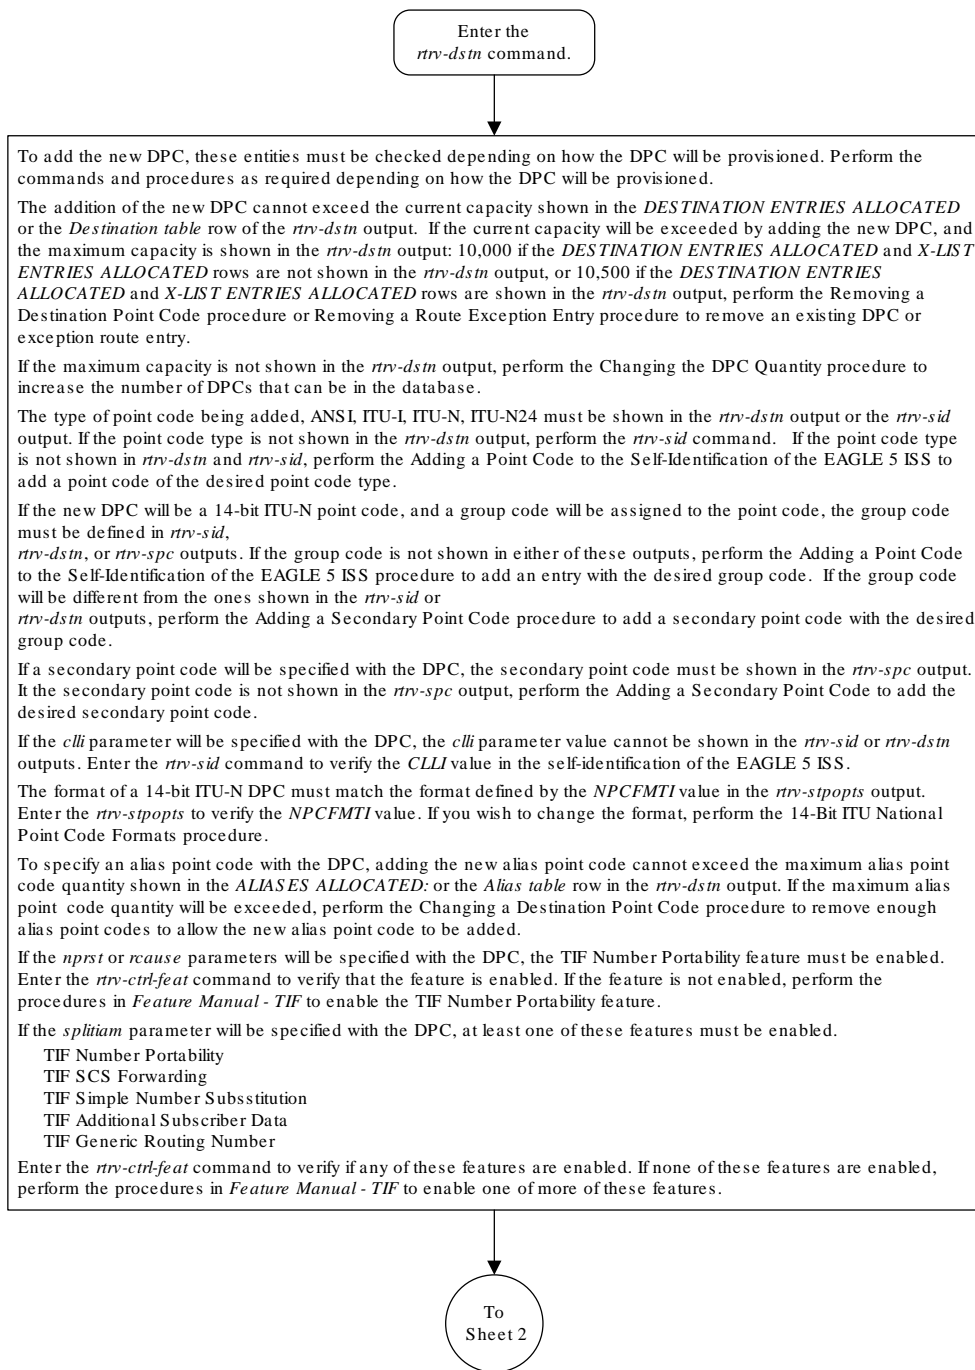 Enter the
rtrv-dstn command.
To add the new DPC, these entities must be checked depending on how the DPC will be provisioned. Perform the
commands and procedures as required depending on how the DPC will be provisioned.
The addition of the new DPC cannot exceed the current capacity shown in the DESTINATION ENTRIES ALLOCATED
or the Destination table row of the rtrv-dstn output. If the current capacity will be exceeded by adding the new DPC, and
the maximum capacity is shown in the rtrv-dstn output: 10,000 if the DESTINATION ENTRIES ALLOCATED and X-LIST
ENTRIES ALLOCATED rows are not shown in the rtrv-dstn output, or 10,500 if the DESTINATION ENTRIES
ALLOCATED and X-LIST ENTRIES ALLOCATED rows are shown in the rtrv-dstn output, perform the Removing a
Destination Point Code procedure or Removing a Route Exception Entry procedure to remove an existing DPC or
exception route entry.
If the maximum capacity is not shown in the rtrv-dstn output, perform the Changing the DPC Quantity procedure to
increase the number of DPCs that can be in the database.
The type of point code being added, ANSI, ITU-I, ITU-N, ITU-N24 must be shown in the rtrv-dstn output or the rtrv-sid
output. If the point code type is not shown in the rtrv-dstn output, perform the rtrv-sid command. If the point code type
is not shown in rtrv-dstn and rtrv-sid, perform the Adding a Point Code to the Self-Identification of the EAGLE 5 ISS to
add a point code of the desired point code type.
If the new DPC will be a 14-bit ITU-N point code, and a group code will be assigned to the point code, the group code
must be defined in rtrv-sid,
rtrv-dstn, or rtrv-spc outputs. If the group code is not shown in either of these outputs, perform the Adding a Point Code
to the Self-Identification of the EAGLE 5 ISS procedure to add an entry with the desired group code. If the group code
will be different from the ones shown in the rtrv-sid or
rtrv-dstn outputs, perform the Adding a Secondary Point Code procedure to add a secondary point code with the desired
group code.
If a secondary point code will be specified with the DPC, the secondary point code must be shown in the rtrv-spc output.
It the secondary point code is not shown in the rtrv-spc output, perform the Adding a Secondary Point Code to add the
desired secondary point code.
If the clli parameter will be specified with the DPC, the clli parameter value cannot be shown in the rtrv-sid or rtrv-dstn
outputs. Enter the rtrv-sid command to verify the CLLI value in the self-identification of the EAGLE 5 ISS.
The format of a 14-bit ITU-N DPC must match the format defined by the NPCFMTI value in the rtrv-stpopts output.
Enter the rtrv-stpopts to verify the NPCFMTI value. If you wish to change the format, perform the 14-Bit ITU National
Point Code Formats procedure.
To specify an alias point code with the DPC, adding the new alias point code cannot exceed the maximum alias point
code quantity shown in the ALIASES ALLOCATED: or the Alias table row in the rtrv-dstn output. If the maximum alias
point code quantity will be exceeded, perform the Changing a Destination Point Code procedure to remove enough
alias point codes to allow the new alias point code to be added.
If the nprst or rcause parameters will be specified with the DPC, the TIF Number Portability feature must be enabled.
Enter the rtrv-ctrl-feat command to verify that the feature is enabled. If the feature is not enabled, perform the
procedures in Feature Manual - TIF to enable the TIF Number Portability feature.
If the splitiam parameter will be specified with the DPC, at least one of these features must be enabled.
TIF Number Portability
TIF SCS Forwarding
TIF Simple Number Subsstitution
TIF Additional Subscriber Data
TIF Generic Routing Number
Enter the rtrv-ctrl-feat command to verify if any of these features are enabled. If none of these features are enabled,
perform the procedures in Feature Manual - TIF to enable one of more of these features.
To
Sheet 2